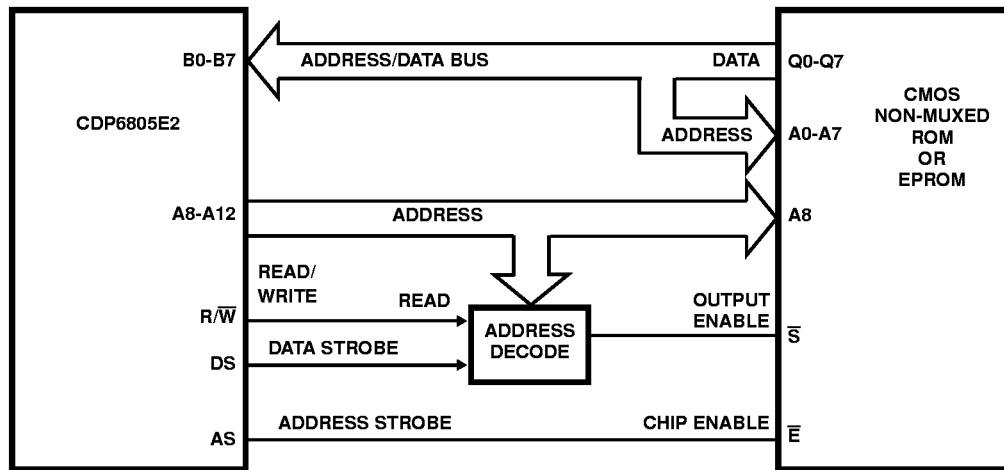 B0-B7
ADDRESS/DATA BUS
DATA
Q0-Q7
CDP6805E2
ADDRESS
A0-A7
CMOS
NON-MUXED
ROM
OR
EPROM
A8-A12
ADDRESS
A8
READ/
WRITE
R/W̅
READ
ADDRESS
DECODE
OUTPUT
ENABLE
S̅
DS
DATA STROBE
AS
ADDRESS STROBE
CHIP ENABLE
E̅